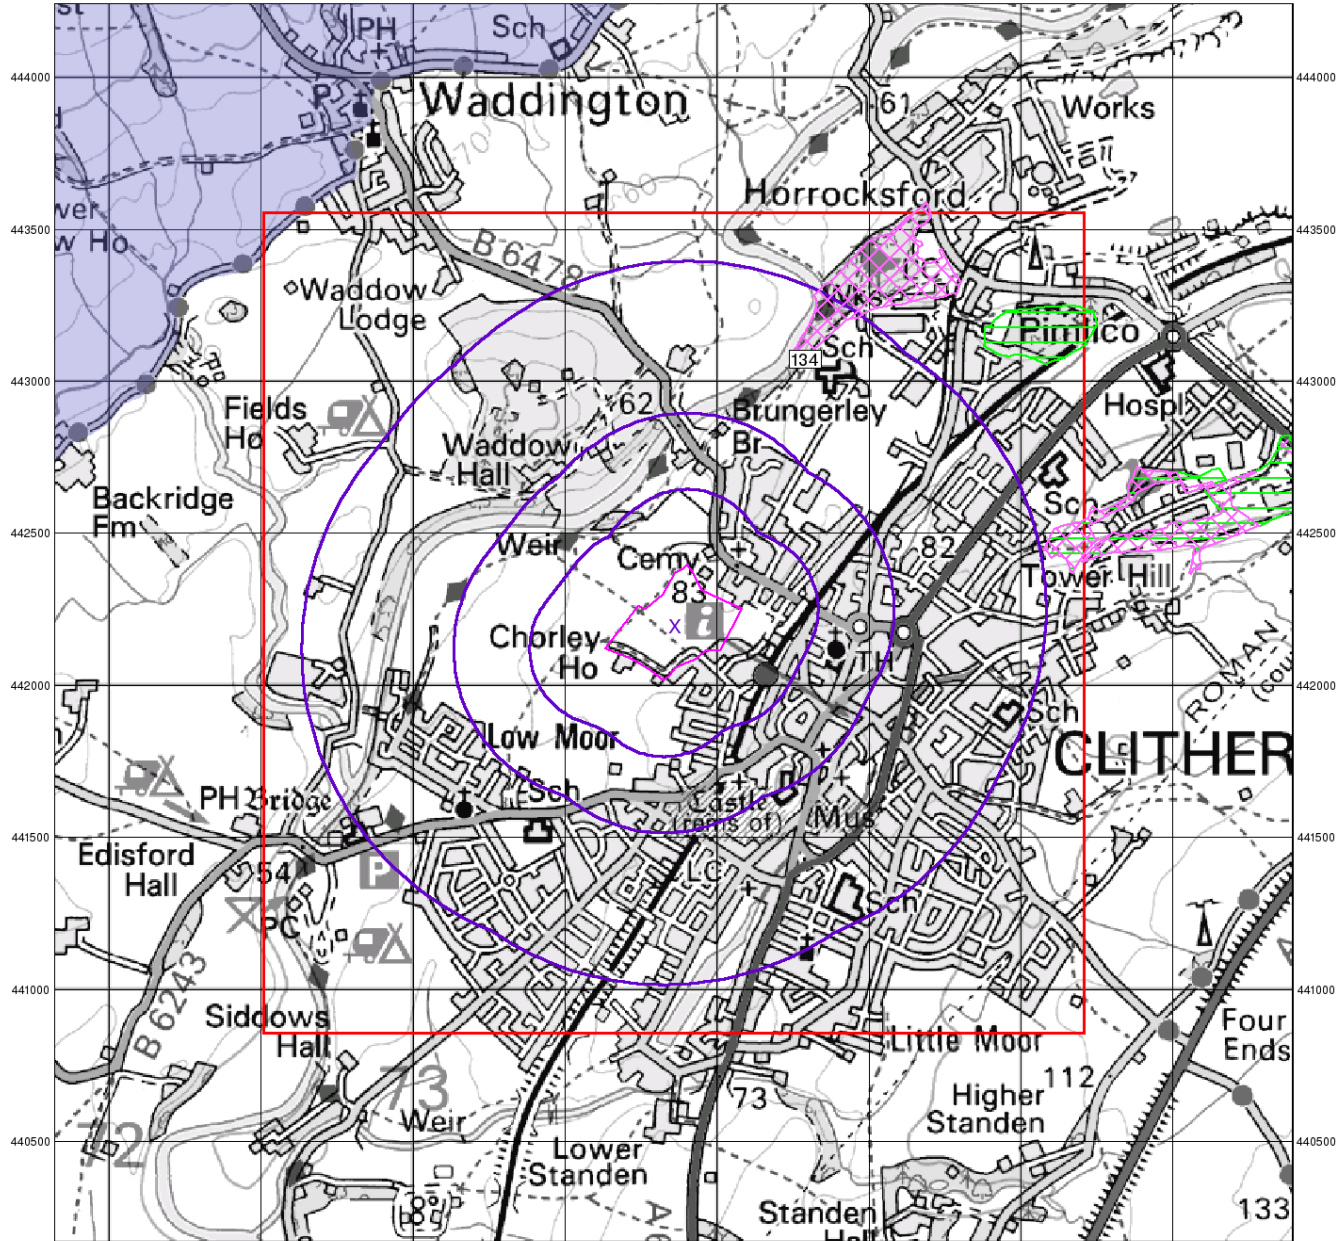 PH
Sch
444000
444000
Waddington
P
61
Works
Horrocksford
443500
443500
B 6478
Waddow
Lodge
Wks
Pimlico
134
Sch
443000
443000
Fields
Ho
62
Brungerley
Br
Hospl
Waddow
Hall
Backridge
Fm
Sch
442500
442500
Weir
Cemy
82
Tower Hill
83
x
i
Chorley
Ho
TH
ROMAN
442000
442000
Low Moor
Sch
CLITHER
PH
Bridge
Sch
Castle
(rems of)
Mus
441500
441500
Edisford
Hall
54
P
LC
PC
Sch
441000
441000
B 6243
Siddows
Hall
Little Moor
Four
Ends
73
73
112
Higher
Standen
Weir
440500
440500
72
Lower
Standen
133
Standen